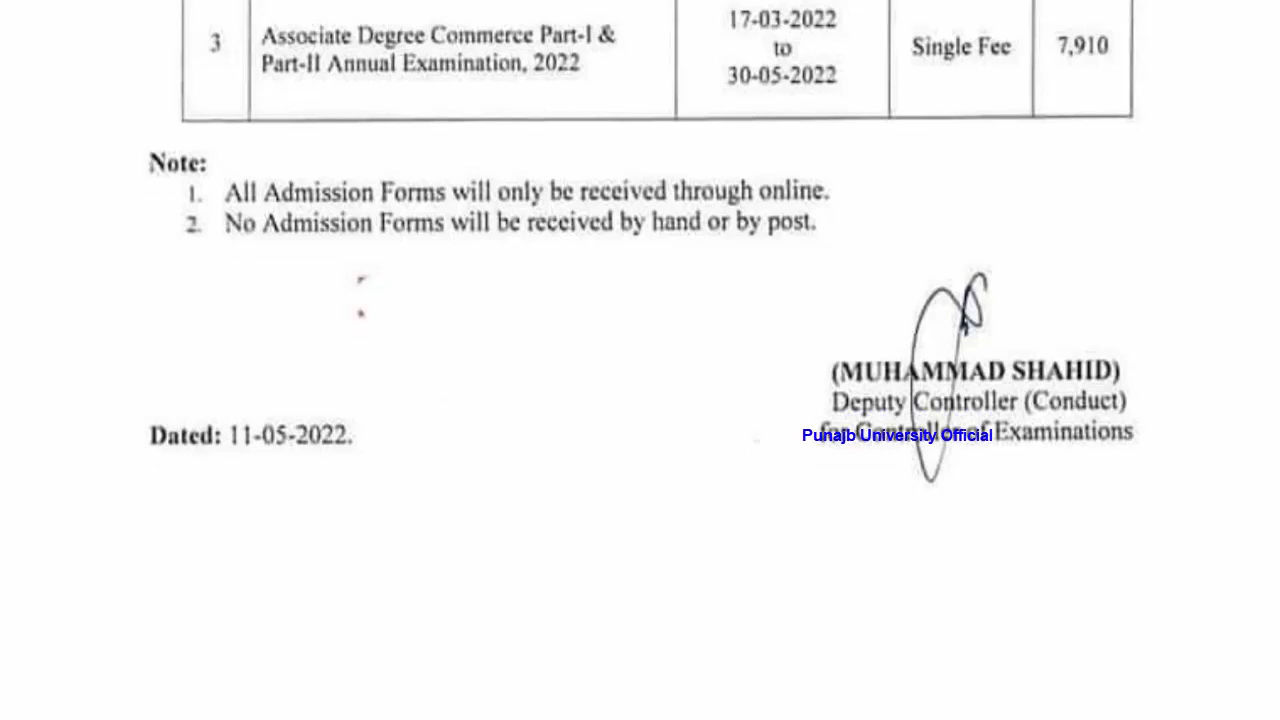 3
Associate Degree Commerce Part-I &
Part-II Annual Examination, 2022
17-03-2022
to
30-05-2022
Single Fee
7,910
Note:
1. All Admission Forms will only be received through online.
2. No Admission Forms will be received by hand or by post.
(MUHAMMAD SHAHID)
Deputy Controller (Conduct)
for Controller of Examinations
Punajb University Official
Dated: 11-05-2022.